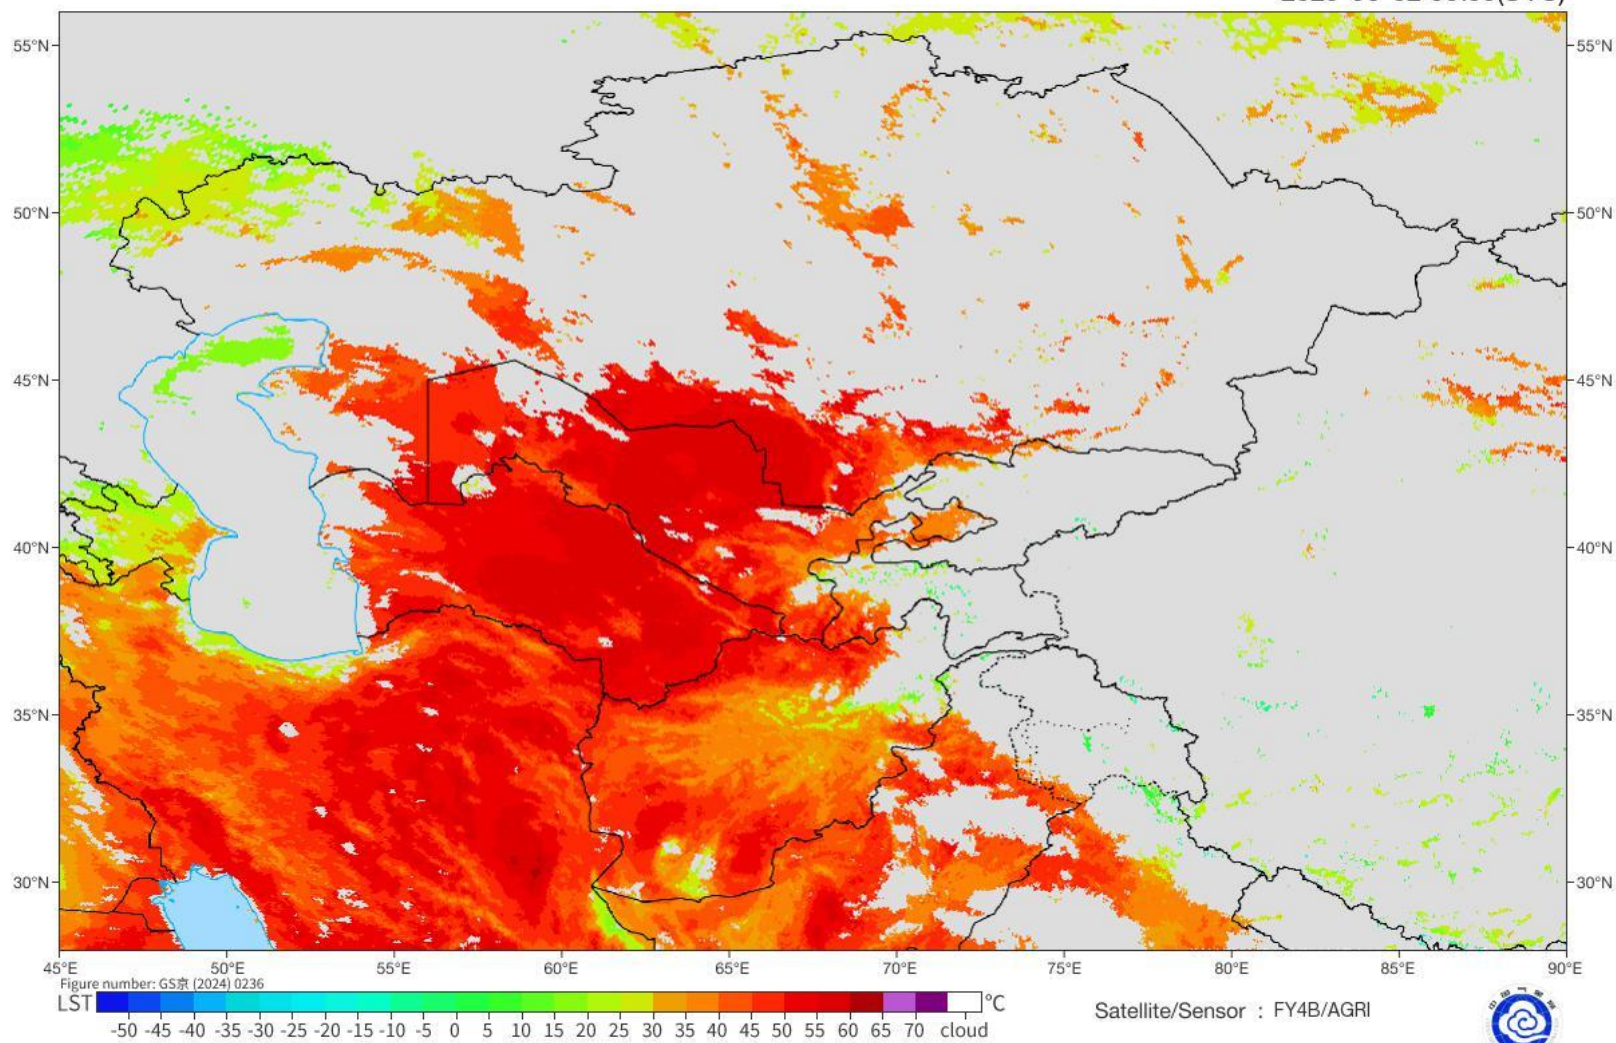 55°N 55°N
50°N 50°N
45°N 45°N
40°N 40°N
35°N 35°N
30°N 30°N
45°E 50°E 55°E 60°E 65°E 70°E 75°E 80°E 85°E 90°E
Figure number: GS京 (2024) 0236
LST °C
-50 -45 -40 -35 -30 -25 -20 -15 -10 -5 0 5 10 15 20 25 30 35 40 45 50 55 60 65 70 cloud
Satellite/Sensor : FY4B/AGRI